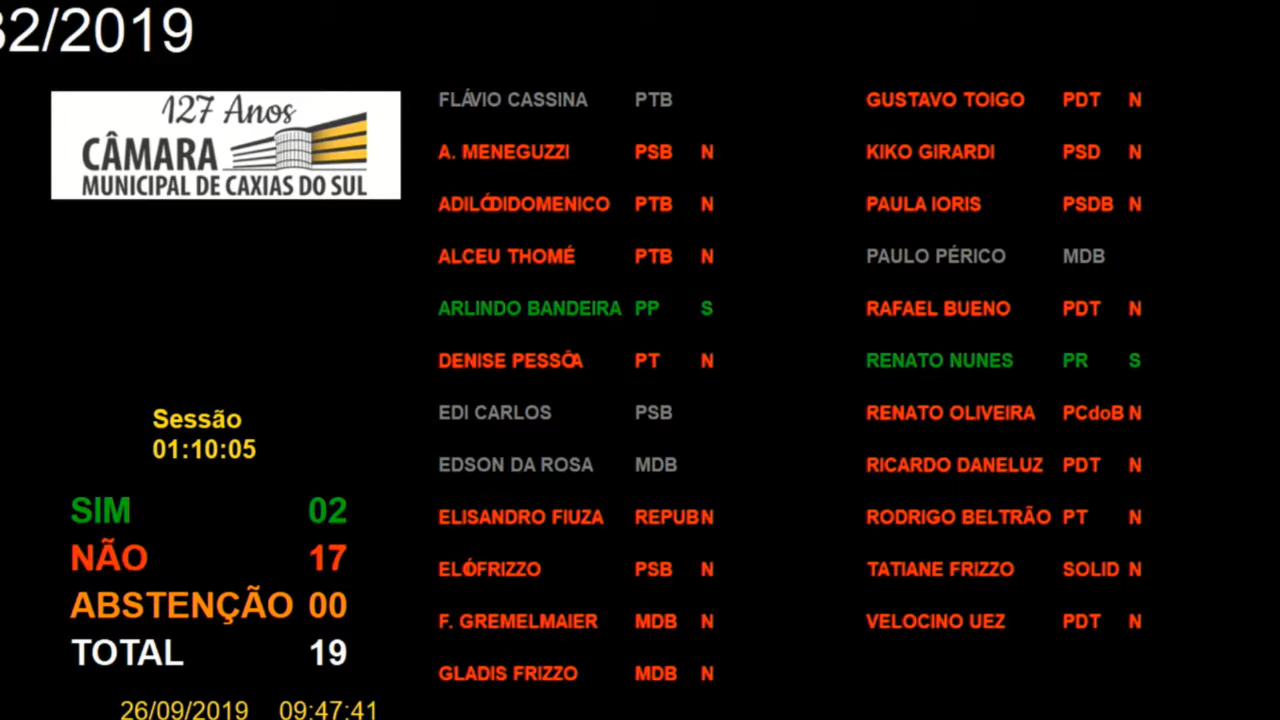 32/2019
127 Anos
CÂMARA
MUNICIPAL DE CAXIAS DO SUL
Sessão
01:10:05
SIM 02
NÃO 17
ABSTENÇÃO 00
TOTAL 19
26/09/2019 09:47:41
FLÁVIO CASSINA PTB
A. MENEGUZZI PSB N
ADILÓ DIDOMENICO PTB N
ALCEU THOMÉ PTB N
ARLINDO BANDEIRA PP S
DENISE PESSÔA PT N
EDI CARLOS PSB
EDSON DA ROSA MDB
ELISANDRO FIUZA REPUB N
ELÓI FRIZZO PSB N
F. GREMELMAIER MDB N
GLADIS FRIZZO MDB N
GUSTAVO TOIGO PDT N
KIKO GIRARDI PSD N
PAULA IORIS PSDB N
PAULO PÉRICO MDB
RAFAEL BUENO PDT N
RENATO NUNES PR S
RENATO OLIVEIRA PCdoB N
RICARDO DANELUZ PDT N
RODRIGO BELTRÃO PT N
TATIANE FRIZZO SOLID N
VELOCINO UEZ PDT N